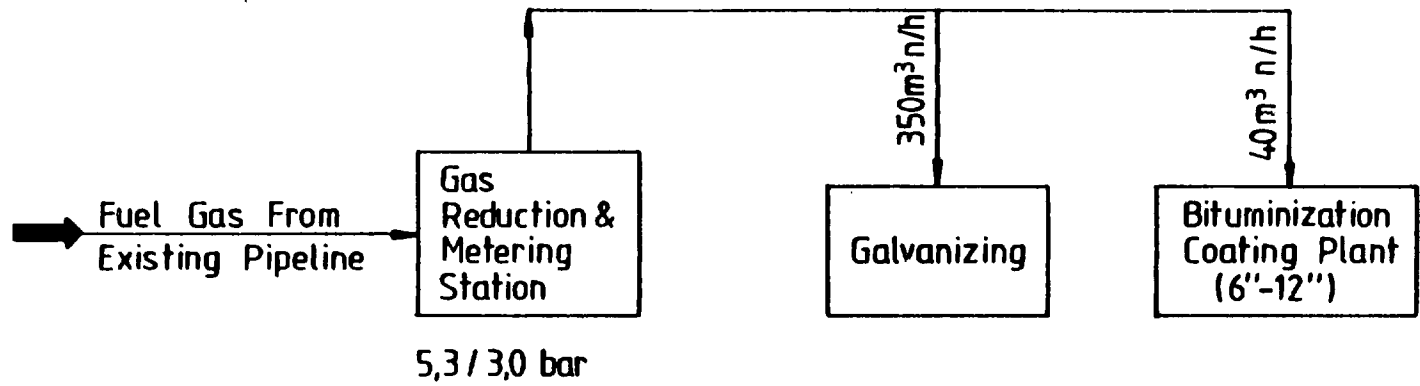 350m³n/h
40m³ n/h
Fuel Gas From
Existing Pipeline
Gas
Reduction &
Metering
Station
Galvanizing
Bituminization
Coating Plant
(6"-12")
5,3 / 3,0 bar